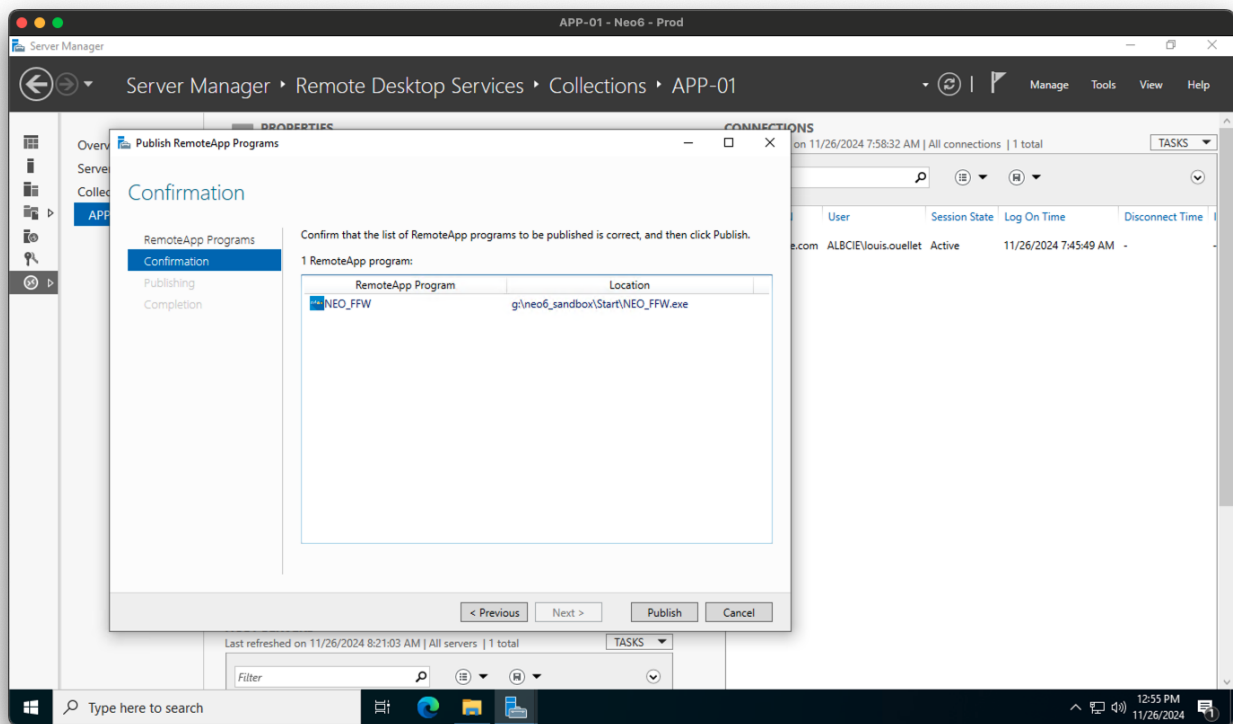 APP-01 - Neo6 - Prod
Server Manager
Server Manager Remote Desktop Services Collections APP-01
Manage Tools View Help
PROPERTIES
CONNECTIONS
on 11/26/2024 7:58:32 AM | All connections | 1 total
TASKS
User Session State Log On Time Disconnect Time
e.com ALBCIE\louis.ouellet Active 11/26/2024 7:45:49 AM - -
Overv
Server
Collec
APP
Publish RemoteApp Programs
Confirmation
RemoteApp Programs
Confirmation
Publishing
Completion
Confirm that the list of RemoteApp programs to be published is correct, and then click Publish.
1 RemoteApp program:
RemoteApp Program Location
NEO_FFW g:\neo6_sandbox\Start\NEO_FFW.exe
< Previous Next > Publish Cancel
Last refreshed on 11/26/2024 8:21:03 AM | All servers | 1 total
TASKS
Filter
Type here to search
12:55 PM
11/26/2024
1